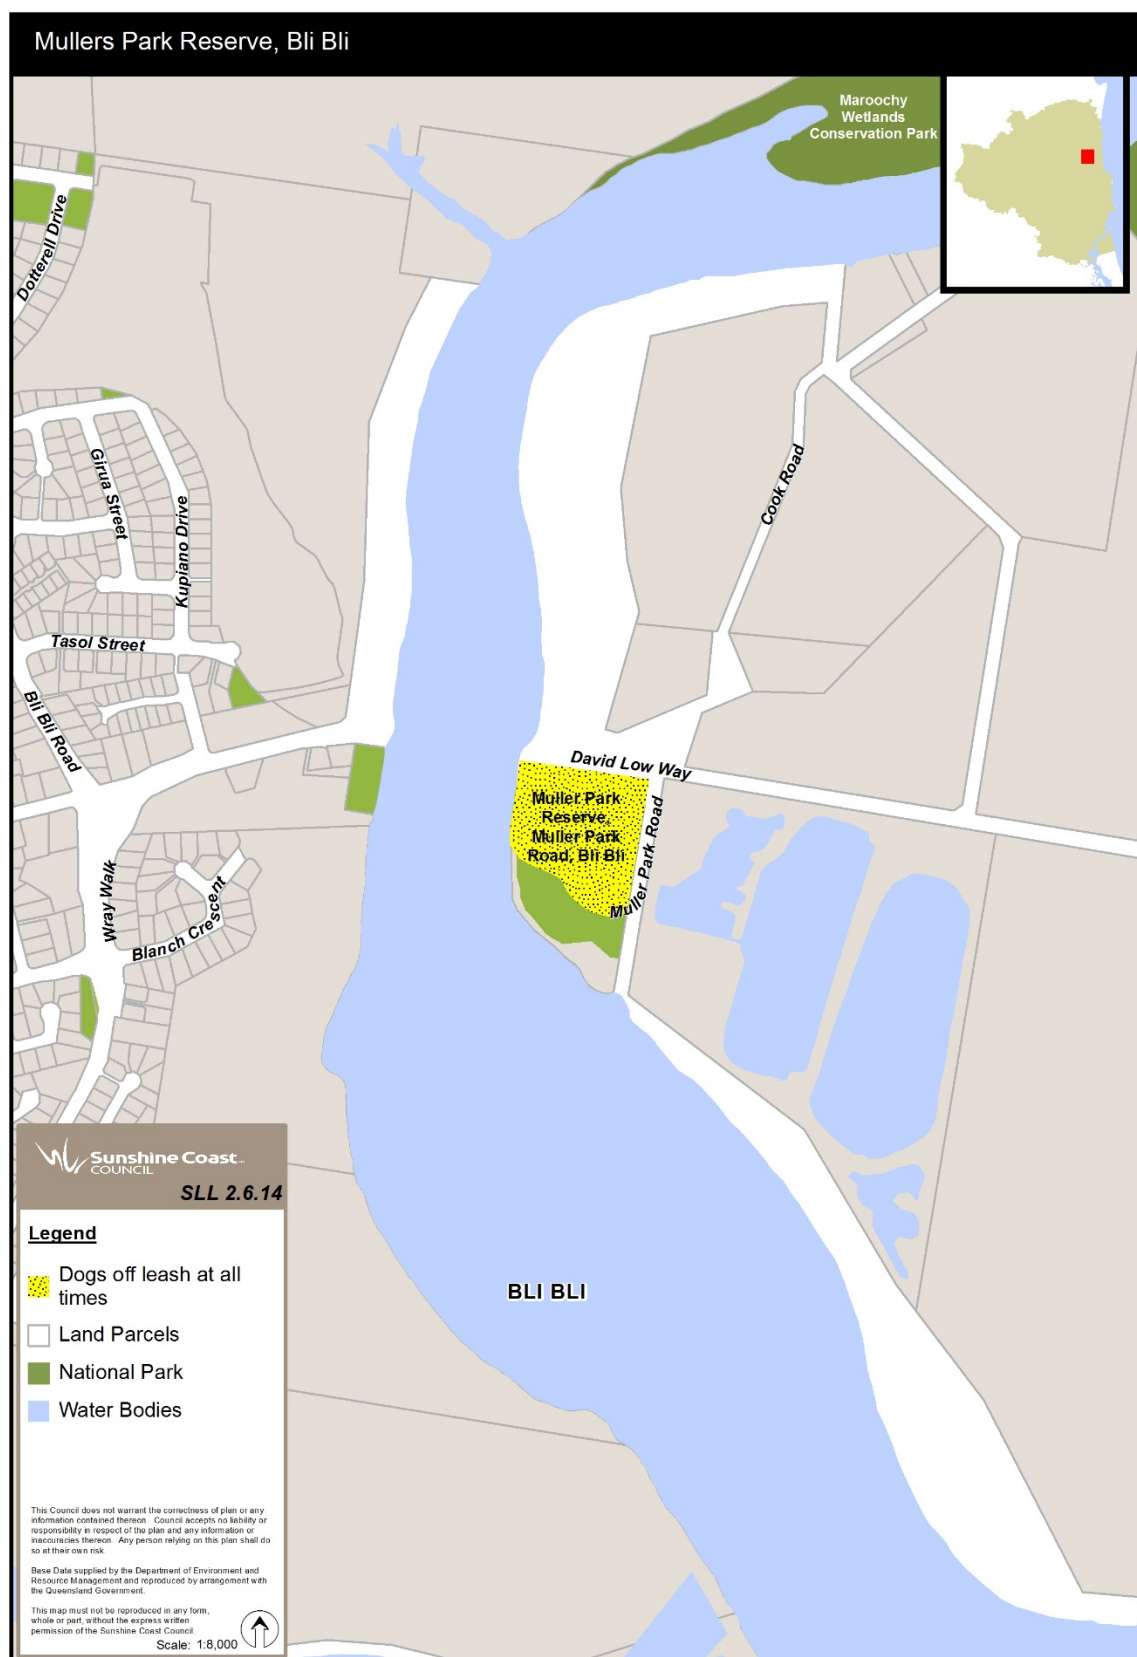 Mullers Park Reserve, Bli Bli
Maroochy
Wetlands
Conservation Park
Dotterell Drive
Girua Street
Kupiano Drive
Cook Road
Tasol Street
Bli Bli Road
David Low Way
Muller Park
Reserve,
Muller Park
Road, Bli Bli
Muller Park Road
Wray Walk
Blanch Crescent
BLI BLI
Sunshine Coast
COUNCIL
SLL 2.6.14
Legend
Dogs off leash at all
times
Land Parcels
National Park
Water Bodies
This Council does not warrant the correctness of plan or any
information contained thereon. Council accepts no liability or
responsibility in respect of the plan and any information or
inaccuracies thereon. Any person relying on this plan shall do
so at their own risk.
Base Data supplied by the Department of Environment and
Resource Management and reproduced by arrangement with
the Queensland Government.
This map must not be reproduced in any form,
whole or part, without the express written
permission of the Sunshine Coast Council.
Scale: 1:8,000